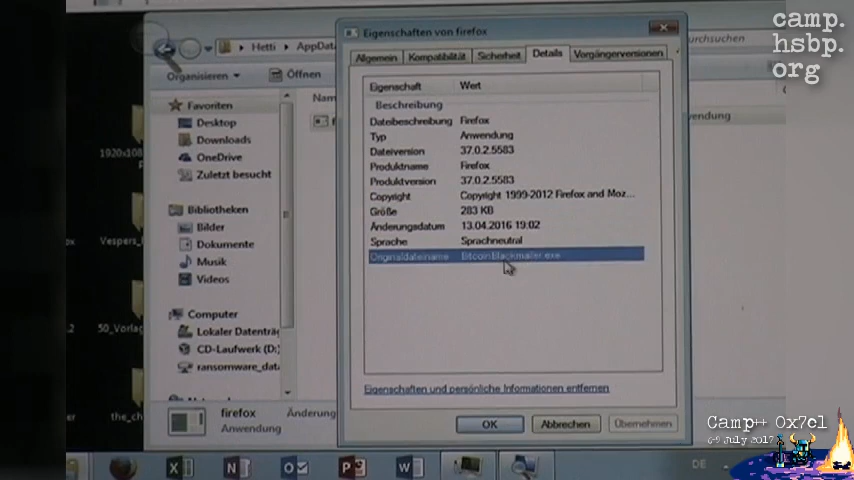 camp.
hsbp.
org
Eigenschaften von firefox
Hetti
AppData
Allgemein
Kompatibilität
Sicherheit
Details
Vorgängerversionen
Organisieren
Öffnen
Eigenschaft
Wert
Beschreibung
Dateibeschreibung Firefox
Typ Anwendung
Dateiversion 37.0.2.5583
Produktname Firefox
Produktversion 37.0.2.5583
Copyright Copyright 1999-2012 Firefox and Moz...
Größe 283 KB
Änderungsdatum 13.04.2016 19:02
Sprache Sprachneutral
Originaldateiname BitcoinBlackmailer.exe
Favoriten
Desktop
Downloads
OneDrive
Zuletzt besucht
Bibliotheken
Bilder
Dokumente
Musik
Videos
Computer
Lokaler Datenträ
CD-Laufwerk (D:)
ransomware_data
1920x108
50_Vorlag
the_ch
Eigenschaften und persönliche Informationen entfernen
OK
Abbrechen
Übernehmen
firefox
Änderung
Anwendung
DE
Camp++ 0x7e1
6-9 July 2017